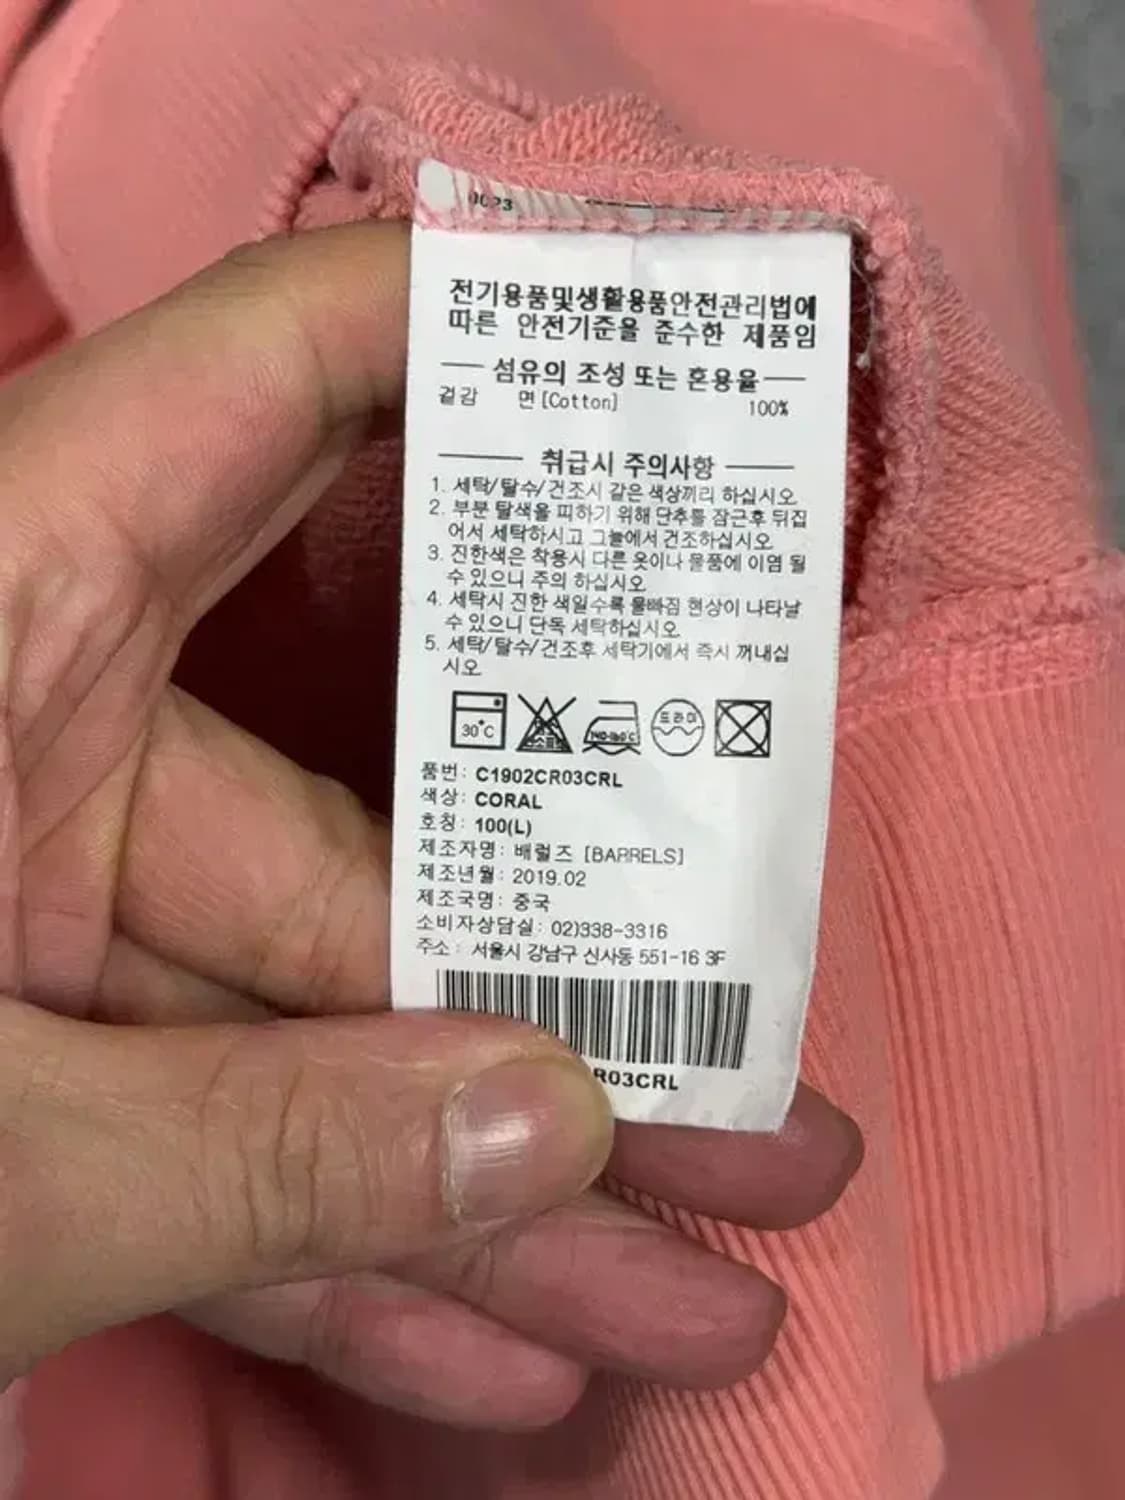 0023
전기용품및생활용품안전관리법에
따른 안전기준을 준수한 제품임
섬유의 조성 또는 혼용율
겉감 면[Cotton] 100%
취급시 주의사항
1. 세탁/탈수/건조시 같은 색상끼리 하십시오
2. 부분 탈색을 피하기 위해 단추를 잠근후 뒤집
어서 세탁하시고 그늘에서 건조하십시오
3. 진한색은 착용시 다른 옷이나 물품에 이염 될
수 있으니 주의 하십시오
4. 세탁시 진한 색일수록 물빠짐 현상이 나타날
수 있으니 단독 세탁하십시오
5. 세탁/탈수/건조후 세탁기에서 즉시 꺼내십
시오
30°C 140-160°C 드라이
품번: C1902CR03CRL
색상: CORAL
호칭: 100(L)
제조자명: 배럴즈 [BARRELS]
제조년월: 2019.02
제조국명: 중국
소비자상담실: 02)338-3316
주소: 서울시 강남구 신사동 551-16 3F
R03CRL